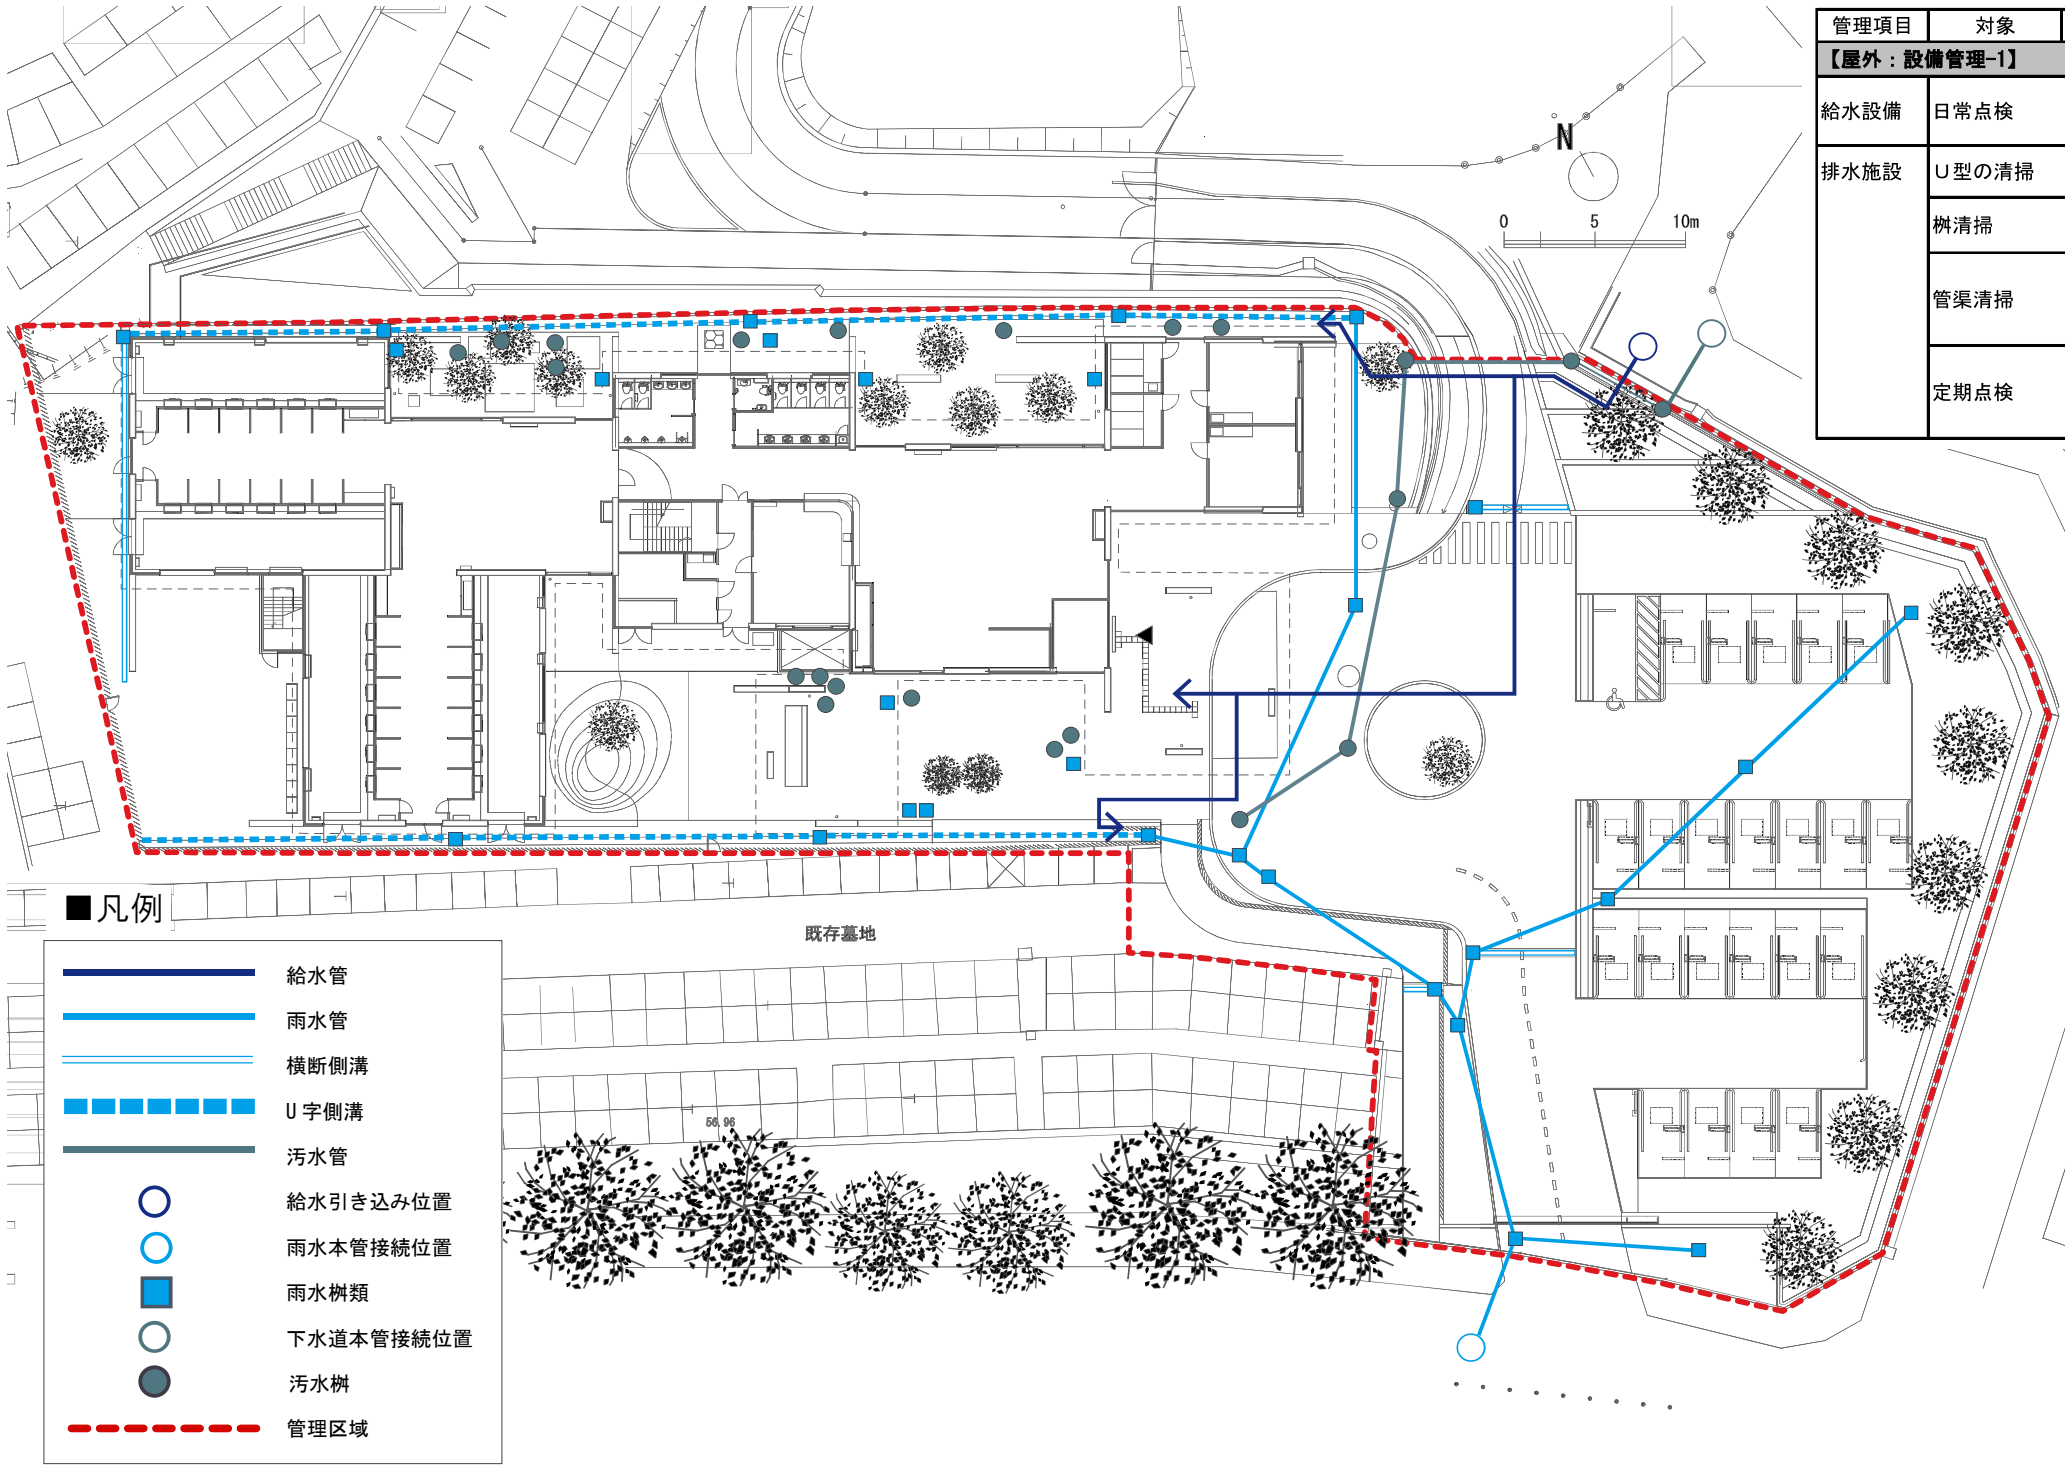 管理項目 対象
【屋外：設備管理-1】
給水設備 日常点検
排水施設 U型の清掃
桝清掃
管渠清掃
定期点検
N
0 5 10m
■凡例
給水管
雨水管
横断側溝
U字側溝
汚水管
給水引き込み位置
雨水本管接続位置
雨水桝類
下水道本管接続位置
汚水桝
管理区域
既存墓地
56.96